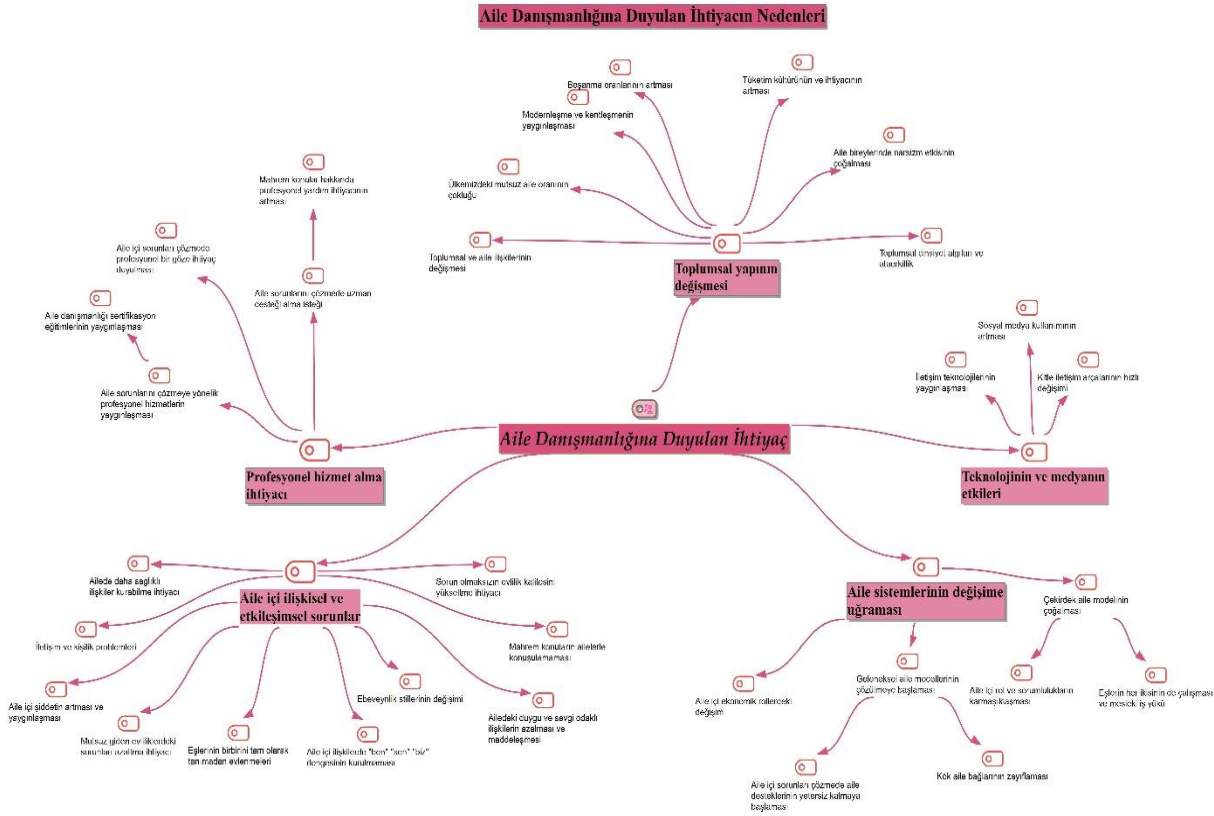 Aile Danışmanlığına Duyulan İhtiyacın Nedenleri
Boşanma oranlarının artması
Tüketim kültürünün ve ihtiyacının
artması
Modernleşme ve kentleşmenin
yaygınlaşması
Aile bireylerinde narsizm etkisinin
çoğalması
Ülkemizdeki mutsuz aile oranının
çokluğu
Toplumsal ve aile ilişkilerinin
değişmesi
Toplumsal cinsiyet algıları ve
ataerkillik
Toplumsal yapının
değişmesi
Mahrem konular hakkında
profesyonel yardım ihtiyacının
artması
Aile içi sorunları çözmede
profesyonel bir göze ihtiyaç
duyulması
Aile sorunlarını çözmede uzman
desteği alma isteği
Aile danışmanlığı sertifikasyon
eğitimlerinin yaygınlaşması
Aile sorunlarını çözmeye yönelik
profesyonel hizmetlerin
yaygınlaşması
Profesyonel hizmet alma
ihtiyacı
Sosyal medya kullanımının
artması
İletişim teknolojilerinin
yaygınlaşması
Kitle iletişim arçalarının hızlı
değişimi
Teknolojinin ve medyanın
etkileri
Aile Danışmanlığına Duyulan İhtiyaç
Ailede daha sağlıklı
ilişkiler kurabilme ihtiyacı
Sorun olmaksızın evlilik kalitesini
yükseltme ihtiyacı
Aile içi ilişkisel ve
etkileşimsel sorunlar
İletişim ve kişilik problemleri
Mahrem konuların ailelerle
konuşulamaması
Aile içi şiddetin artması ve
yaygınlaşması
Mutsuz giden evliliklerdeki
sorunları azaltma ihtiyacı
Eşlerinin birbirini tam olarak
tanımadan evlenmeleri
Aile içi ilişkilerde "ben" "sen" "biz"
dengesinin kurulmaması
Ebeveynlik stillerinin değişimi
Ailedeki duygu ve sevgi odaklı
ilişkilerin azalması ve
maddeleşmesi
Aile sistemlerinin değişime
uğraması
Çekirdek aile modelinin
çoğalması
Aile içi ekonomik rollerdeki
değişim
Geleneksel aile modellerinin
çözülmeye başlaması
Aile içi rol ve sorumlulukların
karmaşıklaşması
Eşlerin her ikisinin de çalışması
ve mesleki iş yükü
Aile içi sorunları çözmede aile
desteklerinin yetersiz kalmaya
başlaması
Kök aile bağlarının zayıflaması